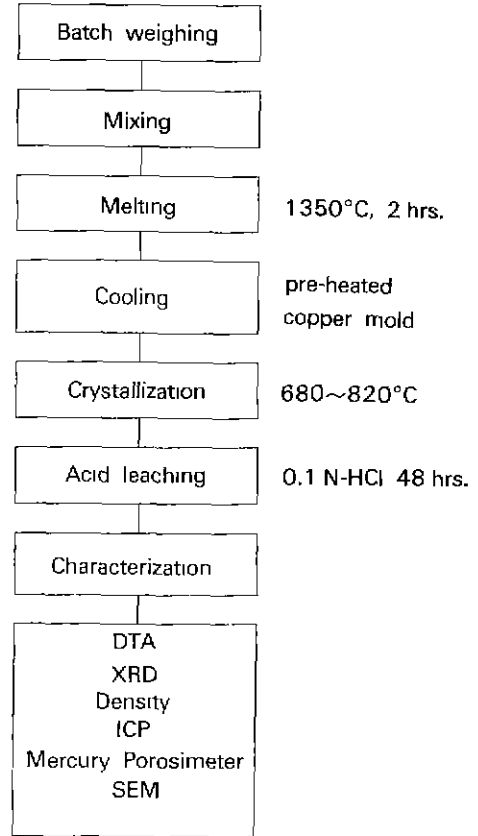 Batch weighing
Mixing
Melting 1350°C, 2 hrs.
Cooling pre-heated
copper mold
Crystallization 680~820°C
Acid leaching 0.1 N-HCl 48 hrs.
Characterization
DTA
XRD
Density
ICP
Mercury Porosimeter
SEM